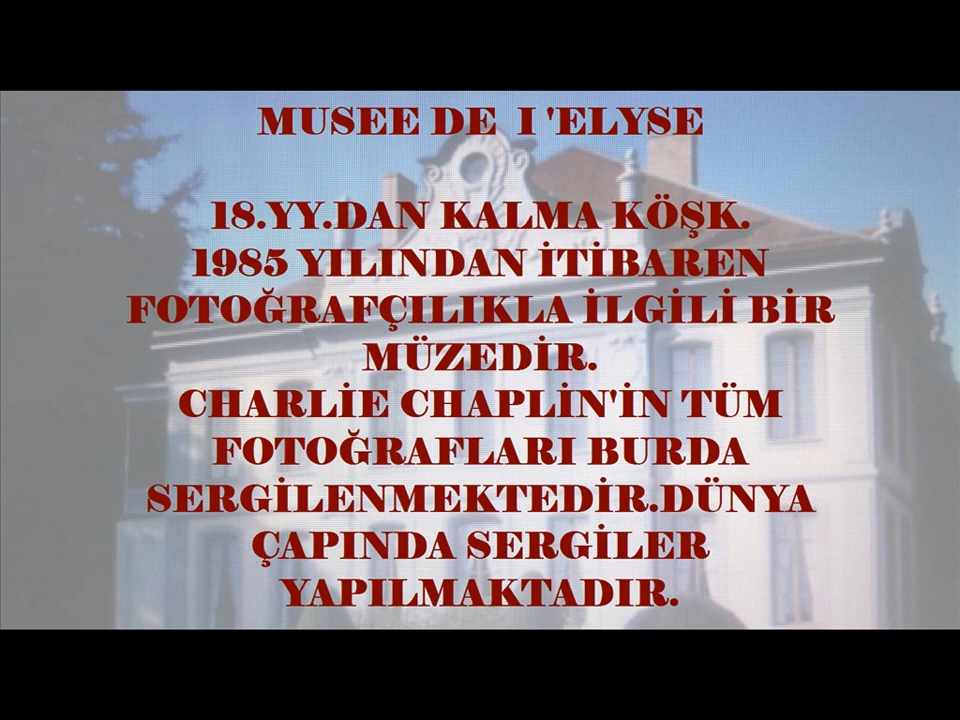 MUSEE DE I 'ELYSE
18.YY.DAN KALMA KÖŞK.
1985 YILINDAN İTİBAREN
FOTOĞRAFÇILIKLA İLGİLİ BİR
MÜZEDİR.
CHARLİE CHAPLİN'İN TÜM
FOTOĞRAFLARI BURDA
SERGİLENMEKTEDİR.DÜNYA
ÇAPINDA SERGİLER
YAPILMAKTADIR.